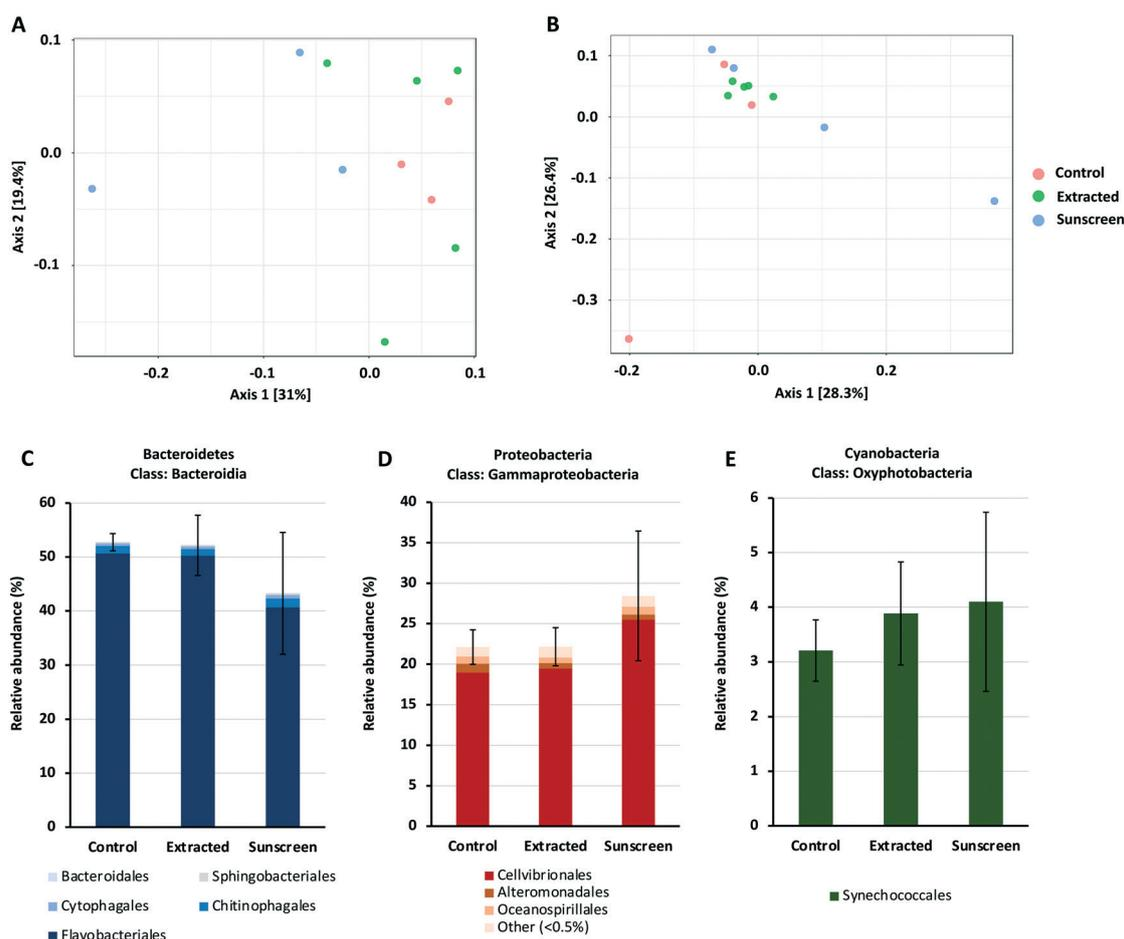 A
0.1
0.0
-0.1
Axis 2 [19.4%]
-0.2
-0.1
0.0
0.1
Axis 1 [31%]
B
0.1
0.0
-0.1
-0.2
-0.3
Axis 2 [26.4%]
-0.2
0.0
0.2
Axis 1 [28.3%]
Control
Extracted
Sunscreen
C
Bacteroidetes
Class: Bacteroidia
60
50
40
30
20
10
0
Relative abundance (%)
Control
Extracted
Sunscreen
Bacteroidales
Sphingobacteriales
Cytophagales
Chitinophagales
Flavobacteriales
D
Proteobacteria
Class: Gammaproteobacteria
40
35
30
25
20
15
10
5
0
Relative abundance (%)
Control
Extracted
Sunscreen
Cellvibrionales
Alteromonadales
Oceanospirillales
Other (<0.5%)
E
Cyanobacteria
Class: Oxyphotobacteria
6
5
4
3
2
1
0
Relative abundance (%)
Control
Extracted
Sunscreen
Synechococcales